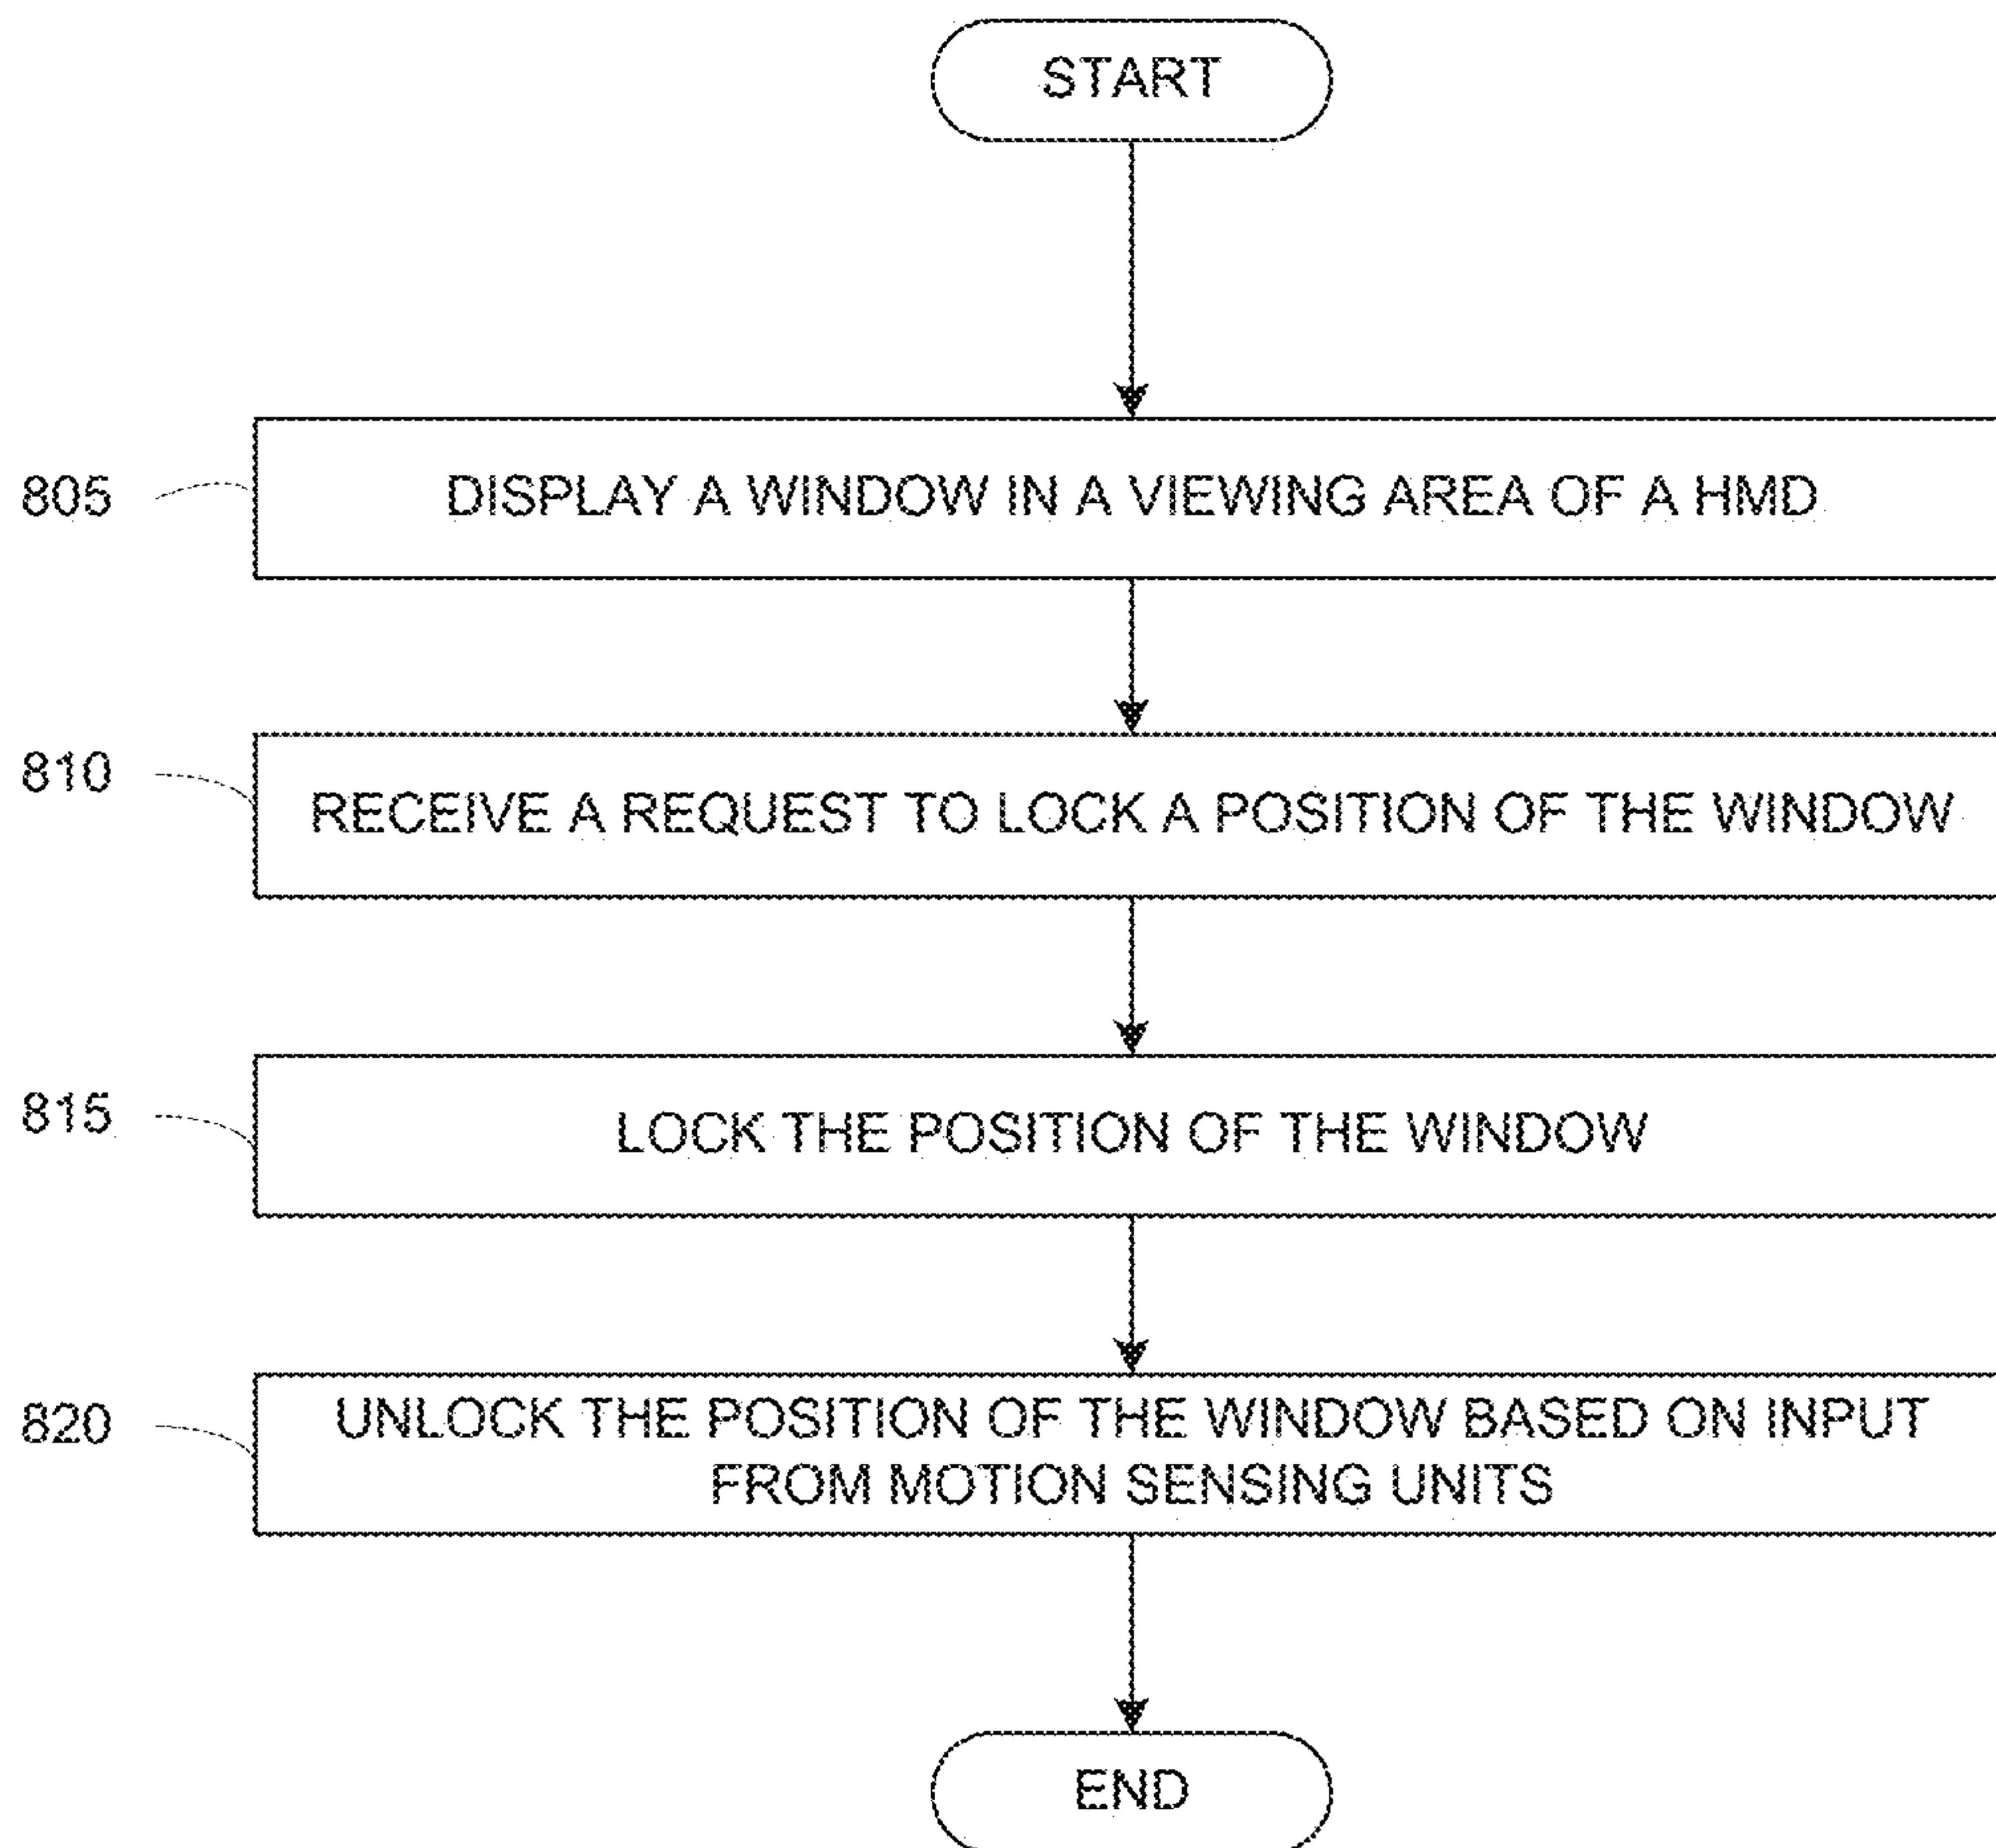 START
805
DISPLAY A WINDOW IN A VIEWING AREA OF A HMD
810
RECEIVE A REQUEST TO LOCK A POSITION OF THE WINDOW
815
LOCK THE POSITION OF THE WINDOW
820
UNLOCK THE POSITION OF THE WINDOW BASED ON INPUT
FROM MOTION SENSING UNITS
END